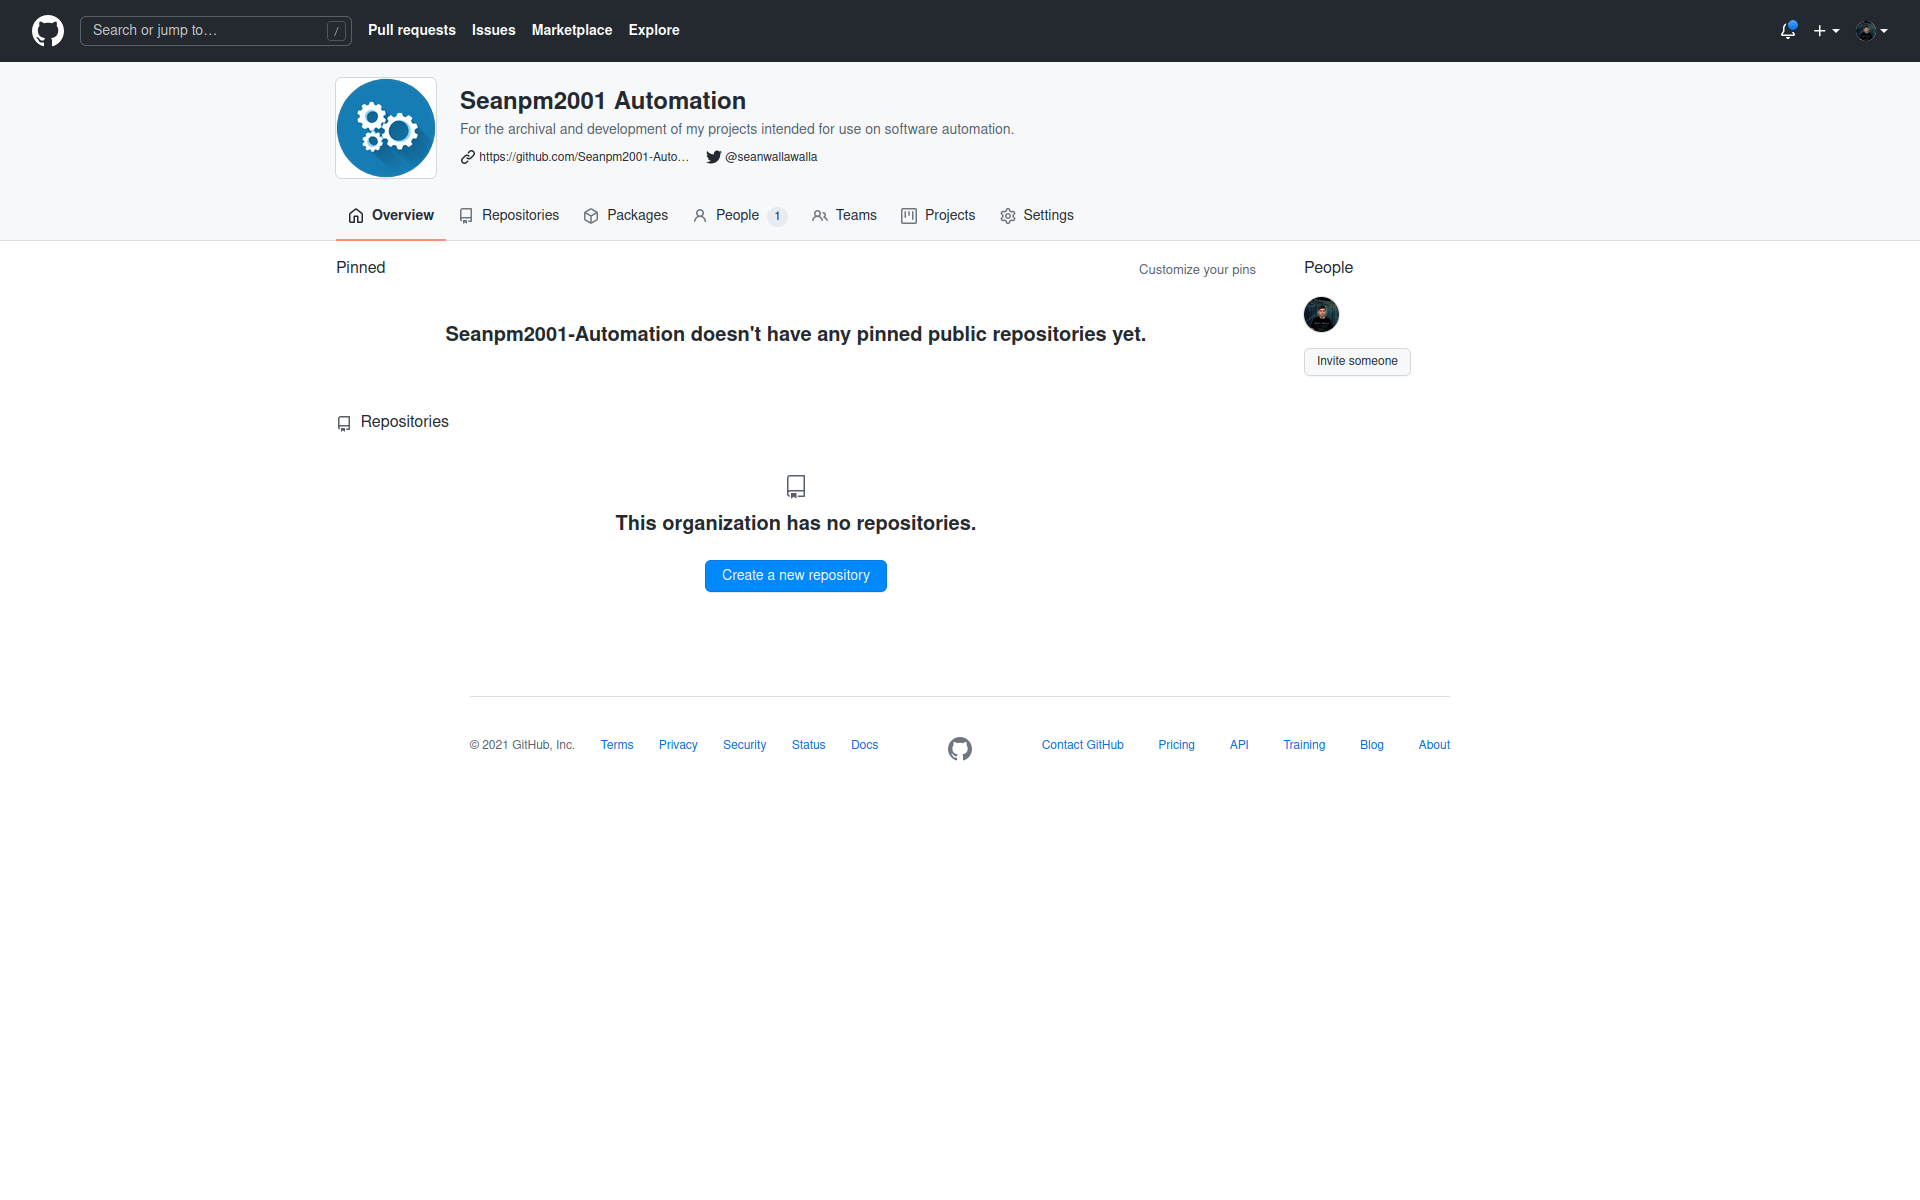 Search or jump to…
/
Pull requests
Issues
Marketplace
Explore
Seanpm2001 Automation
For the archival and development of my projects intended for use on software automation.
https://github.com/Seanpm2001-Auto…
@seanwallawalla
Overview
Repositories
Packages
People 1
Teams
Projects
Settings
Pinned
Customize your pins
People
Seanpm2001-Automation doesn't have any pinned public repositories yet.
Invite someone
Repositories
This organization has no repositories.
Create a new repository
© 2021 GitHub, Inc.
Terms
Privacy
Security
Status
Docs
Contact GitHub
Pricing
API
Training
Blog
About